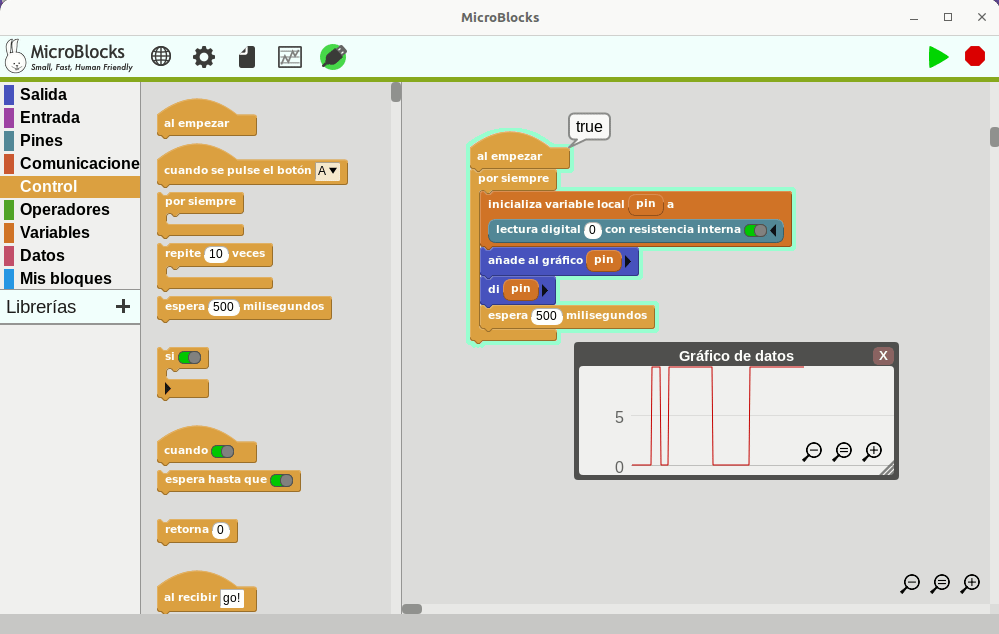 MicroBlocks
MicroBlocks
Small, Fast, Human Friendly
Salida
Entrada
Pines
Comunicacione
Control
Operadores
Variables
Datos
Mis bloques
Librerías +
al empezar
cuando se pulse el botón A
por siempre
repite 10 veces
espera 500 milisegundos
si
cuando
espera hasta que
retorna 0
al recibir go!
true
al empezar
por siempre
inicializa variable local pin a
lectura digital 0 con resistencia interna
añade al gráfico pin
di pin
espera 500 milisegundos
Gráfico de datos X
5
0